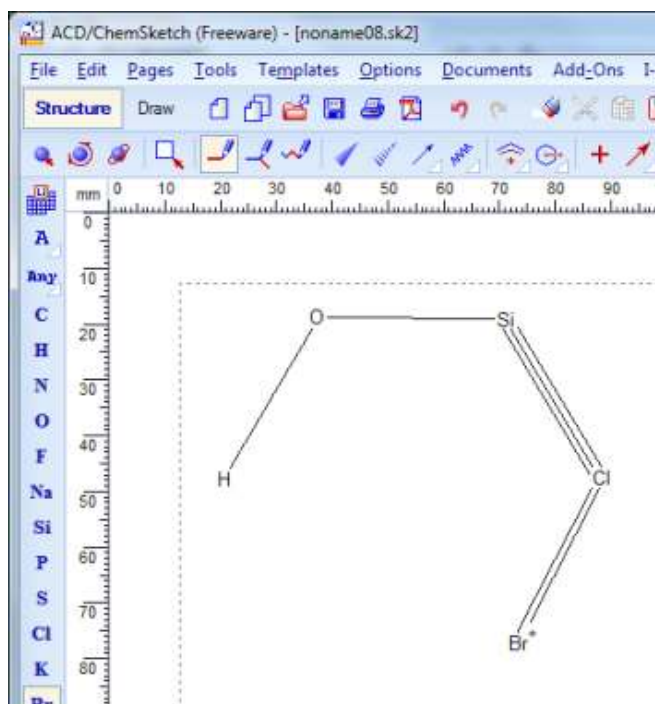 ACD/ChemSketch (Freeware) - [noname08.sk2]
File Edit Pages Tools Templates Options Documents Add-Ons I-
Structure Draw
mm 0 10 20 30 40 50 60 70 80 90
0
A
Any 10
C
20
H
30
N
O 40
F
Na 50
Si
P 60
S
70
Cl
K 80
Br
O Si
H Cl
Br*